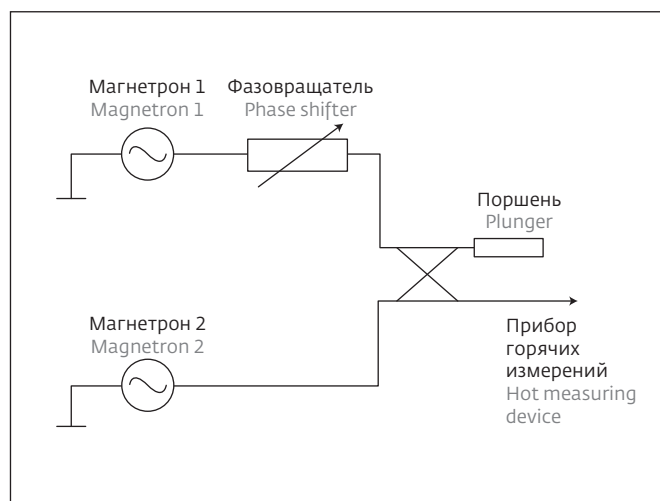 Магнетрон 1
Magnetron 1
Фазовращатель
Phase shifter
Поршень
Plunger
Магнетрон 2
Magnetron 2
Прибор
горячих
измерений
Hot measuring
device